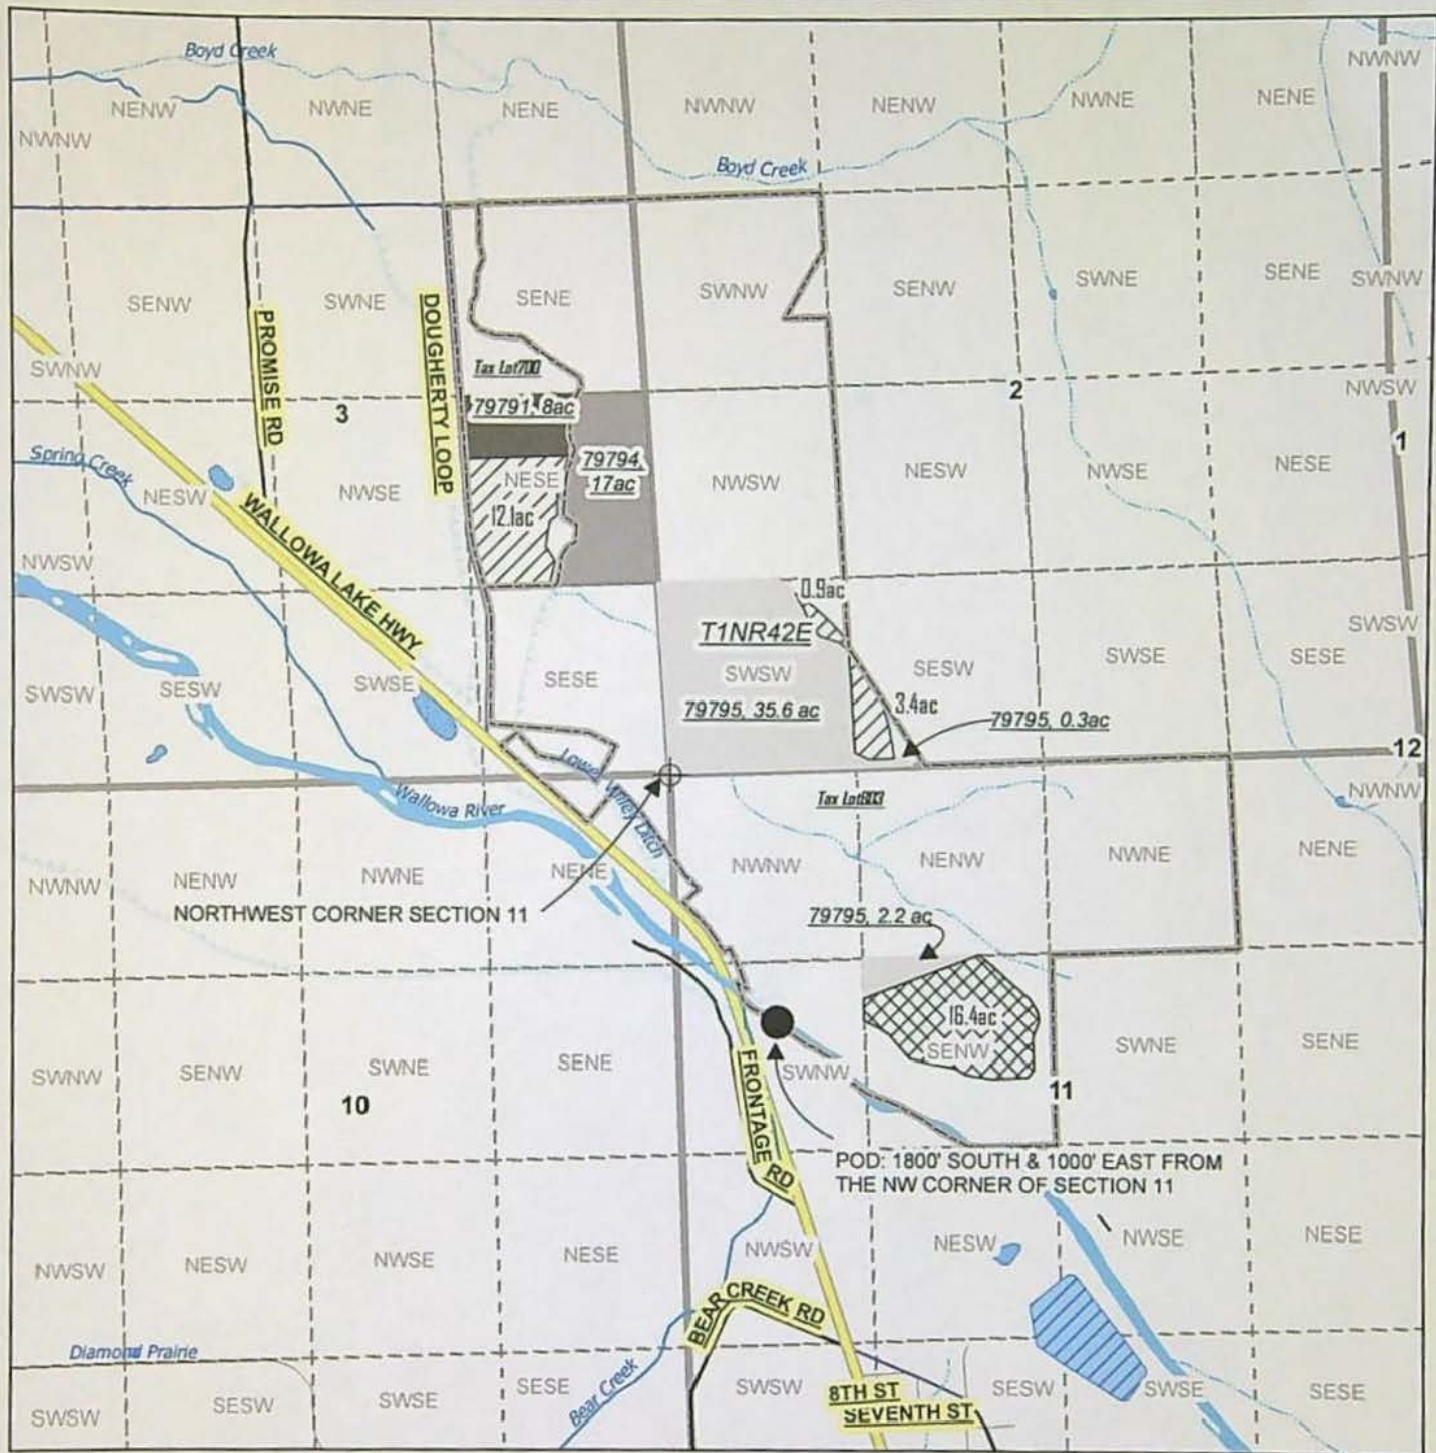 Boyd Creek
NWNW
NENW
NWNE
NENE
NWNW
NENW
NWNE
NENE
NWNW
Boyd Creek
SENW
SWNE
SENE
SWNW
SENW
SWNE
SENE
SWNW
PROMISE RD
DOUGHERTY LOOP
SWNW
Tax Lot700
3
79791, 8ac
2
NWSW
1
Spring Creek
NESW
NWSE
NESE
79794,
17ac
12.1ac
NWSW
NESW
NWSE
NESE
WALLOWA LAKE HWY
NWSW
0.9ac
T1NR42E
SWSW
SWSW
SESW
SWSE
SESE
SWSW
SESW
SWSE
SESE
79795, 35.6 ac
3.4ac
79795, 0.3ac
12
Wallowa River
Lower Valley Ditch
Tax Lot803
NWNW
NWNW
NENW
NWNE
NENE
NWNW
NENW
NWNE
NENE
NORTHWEST CORNER SECTION 11
79795, 2.2 ac
16.4ac
SWNW
SENW
SWNE
SENE
SWNW
SENW
SWNE
SENE
10
11
FRONTAGE RD
POD: 1800' SOUTH & 1000' EAST FROM
THE NW CORNER OF SECTION 11
NWSW
NESW
NWSE
NESE
NWSW
NESW
NWSE
NESE
BEAR CREEK RD
Diamond Prairie
Bear Creek
SWSW
SESW
SWSE
SESE
SWSW
8TH ST
SEVENTH ST
SESW
SWSE
SESE